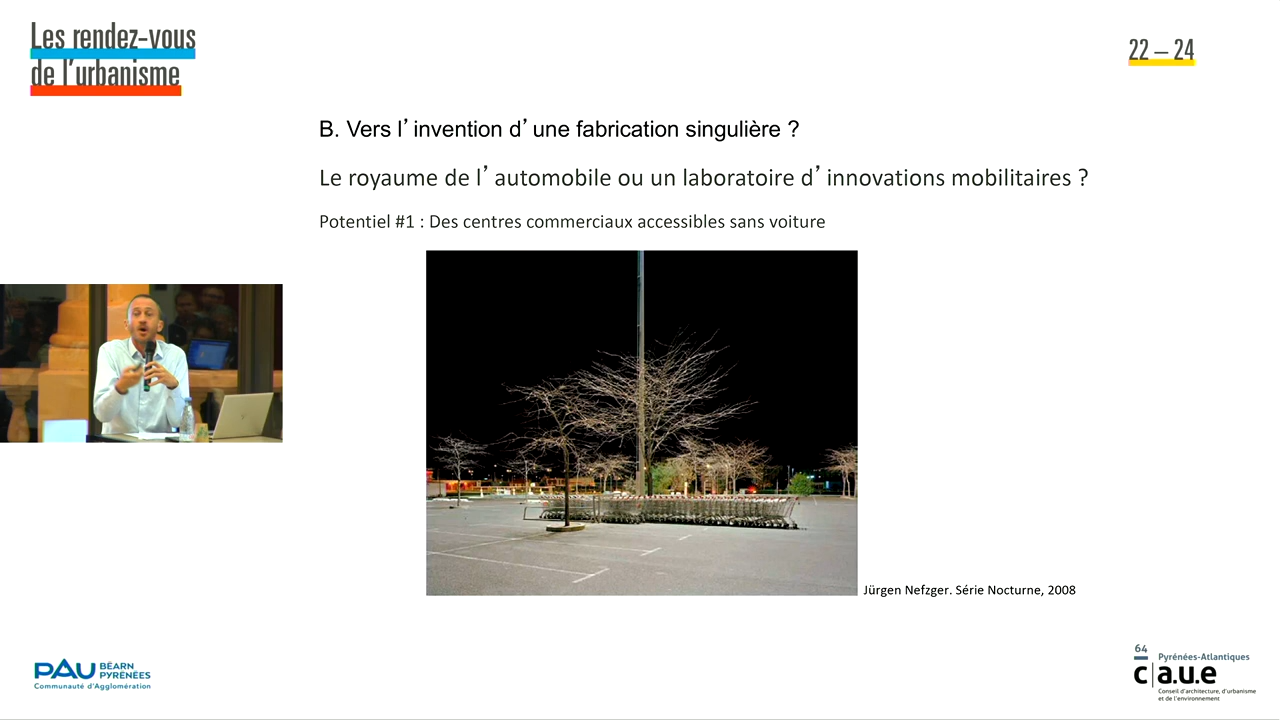 Les rendez-vous
de l'urbanisme
22 – 24
B. Vers l’invention d’une fabrication singulière ?
Le royaume de l’automobile ou un laboratoire d’innovations mobilitaires ?
Potentiel #1 : Des centres commerciaux accessibles sans voiture
Jürgen Nefzger. Série Nocturne, 2008
PAU BÉARN
PYRÉNÉES
Communauté d'Agglomération
64
Pyrénées-Atlantiques
c|a.u.e
Conseil d'architecture, d'urbanisme
et de l'environnement